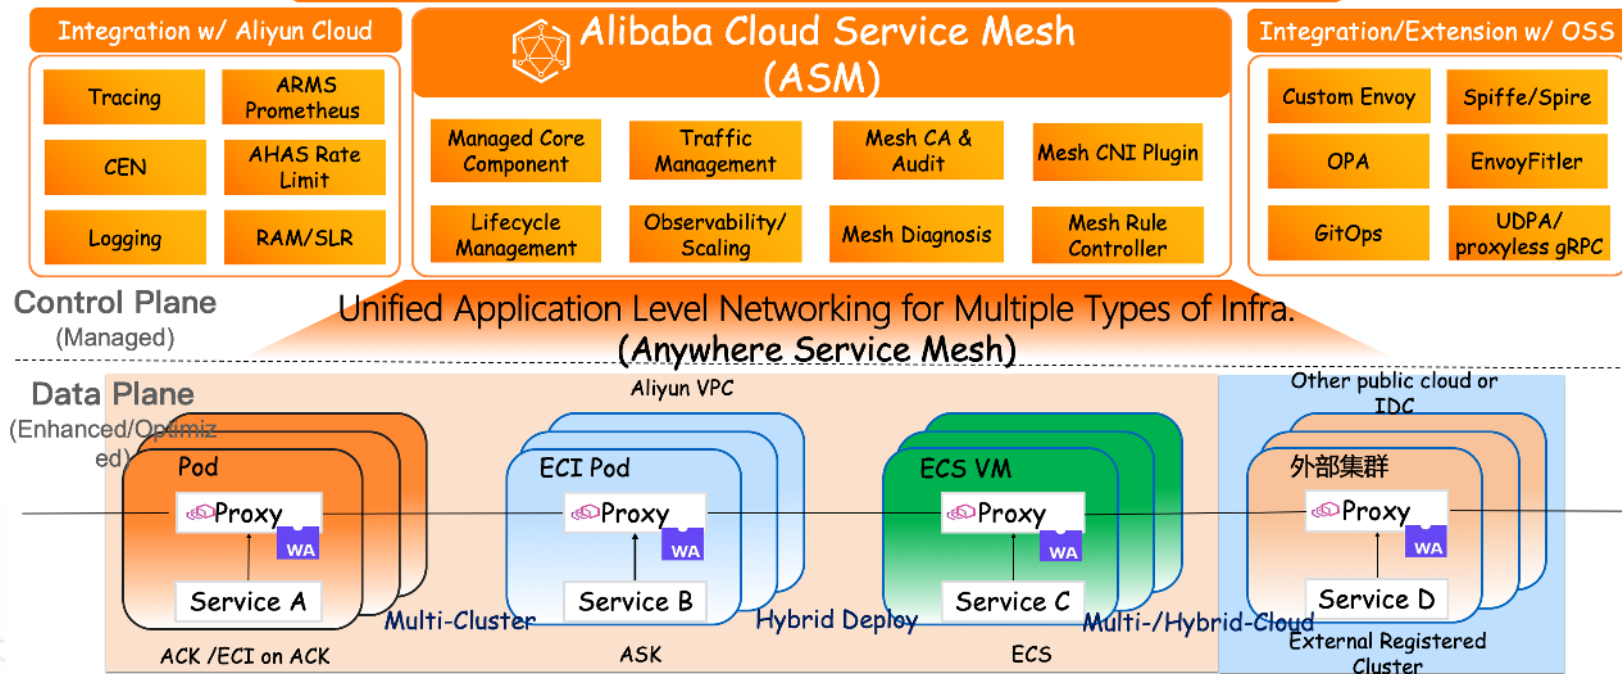 Integration w/ Aliyun Cloud
Tracing
ARMS
Prometheus
CEN
AHAS Rate
Limit
Logging
RAM/SLR
Alibaba Cloud Service Mesh
(ASM)
Managed Core
Component
Traffic
Management
Mesh CA &
Audit
Mesh CNI Plugin
Lifecycle
Management
Observability/
Scaling
Mesh Diagnosis
Mesh Rule
Controller
Integration/Extension w/ OSS
Custom Envoy
Spiffe/Spire
OPA
EnvoyFitler
GitOps
UDPA/
proxyless gRPC
Control Plane
(Managed)
Unified Application Level Networking for Multiple Types of Infra.
(Anywhere Service Mesh)
Data Plane
(Enhanced/Optimiz
ed)
Aliyun VPC
Other public cloud or
IDC
Pod
Proxy
WA
Service A
ACK /ECI on ACK
Multi-Cluster
ECI Pod
Proxy
WA
Service B
ASK
Hybrid Deploy
ECS VM
Proxy
WA
Service C
ECS
Multi-/Hybrid-Cloud
外部集群
Proxy
WA
Service D
External Registered
Cluster